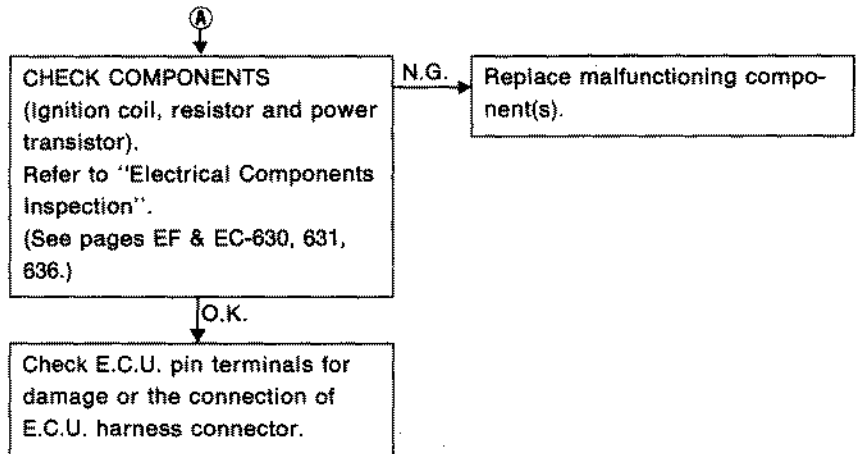 A
CHECK COMPONENTS
(Ignition coil, resistor and power
transistor).
Refer to "Electrical Components
Inspection".
(See pages EF & EC-630, 631,
636.)
N.G.
Replace malfunctioning compo-
nent(s).
O.K.
Check E.C.U. pin terminals for
damage or the connection of
E.C.U. harness connector.